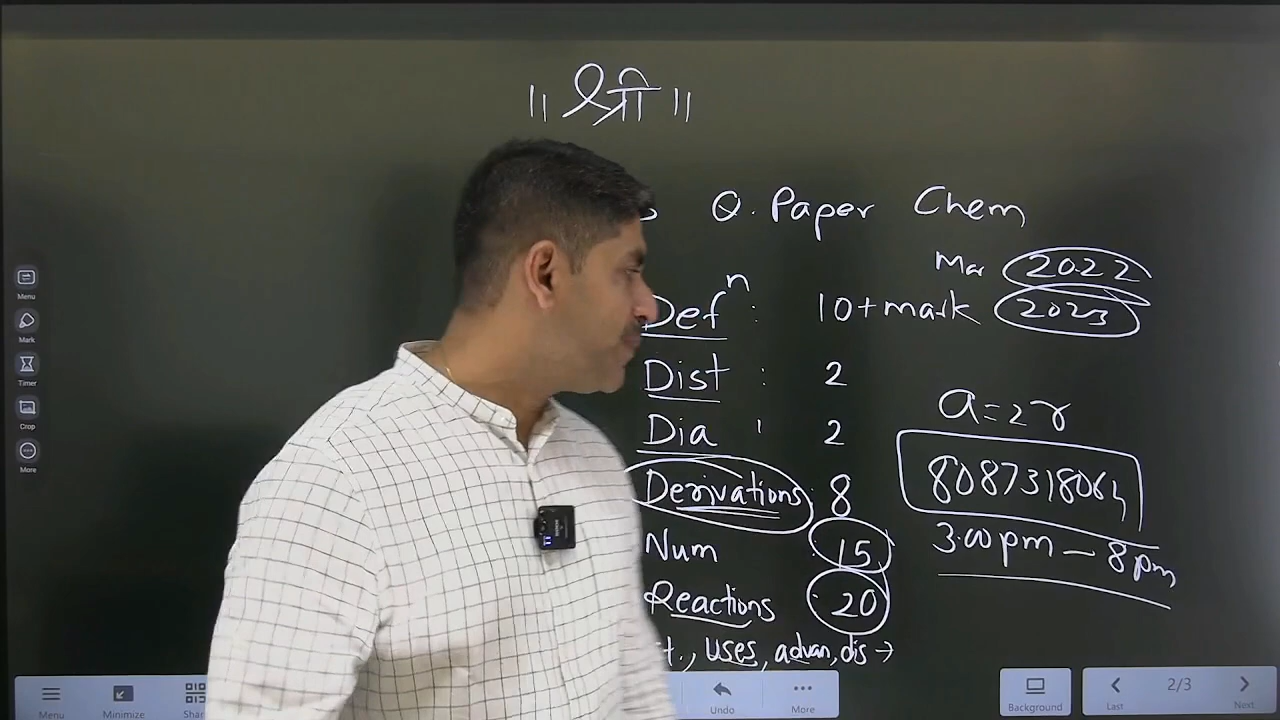 ॥ श्री ॥
Q. Paper Chem
Mar 2022
Defn : 10+ mark 2023
Dist : 2
Dia 2
a=2r
Derivations 8
8087318064
Num 15
3.00 pm — 8 pm
Reactions 20
uses, advan, dis →
Menu
Mark
Timer
Crop
More
Menu
Minimize
Undo
More
Background
Last
2/3
Next